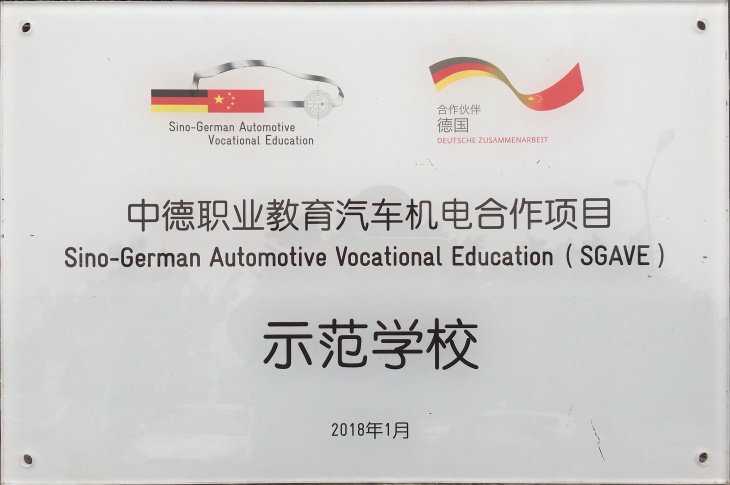 Sino-German Automotive
Vocational Education
合作伙伴
德国
DEUTSCHE ZUSAMMENARBEIT
中德职业教育汽车机电合作项目
Sino-German Automotive Vocational Education（SGAVE）
示范学校
2018年1月